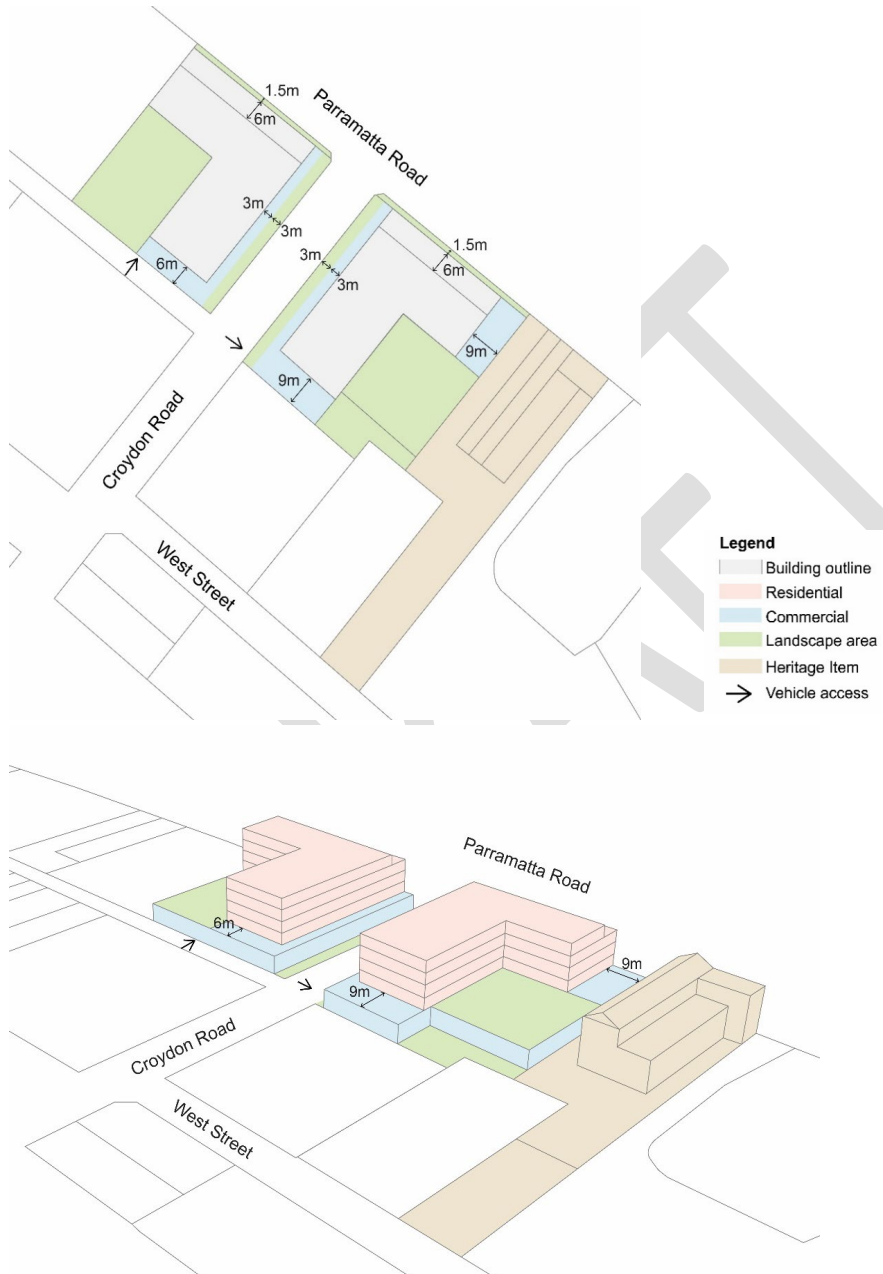 1.5m
6m
Parramatta Road
3m
3m
6m
3m
3m
1.5m
6m
9m
9m
Croydon Road
West Street
Legend
Building outline
Residential
Commercial
Landscape area
Heritage Item
Vehicle access
Parramatta Road
6m
9m
9m
Croydon Road
West Street